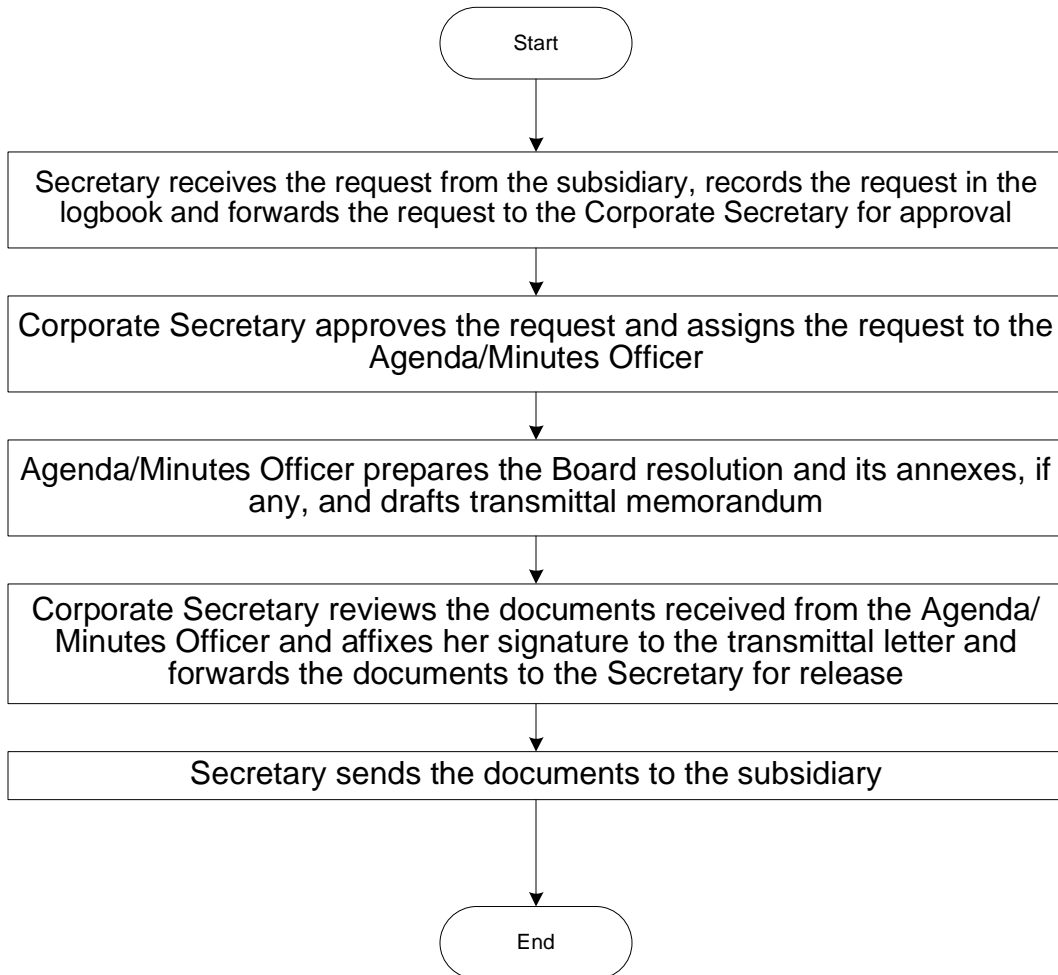 Start
Secretary receives the request from the subsidiary, records the request in the
logbook and forwards the request to the Corporate Secretary for approval
Corporate Secretary approves the request and assigns the request to the
Agenda/Minutes Officer
Agenda/Minutes Officer prepares the Board resolution and its annexes, if
any, and drafts transmittal memorandum
Corporate Secretary reviews the documents received from the Agenda/
Minutes Officer and affixes her signature to the transmittal letter and
forwards the documents to the Secretary for release
Secretary sends the documents to the subsidiary
End